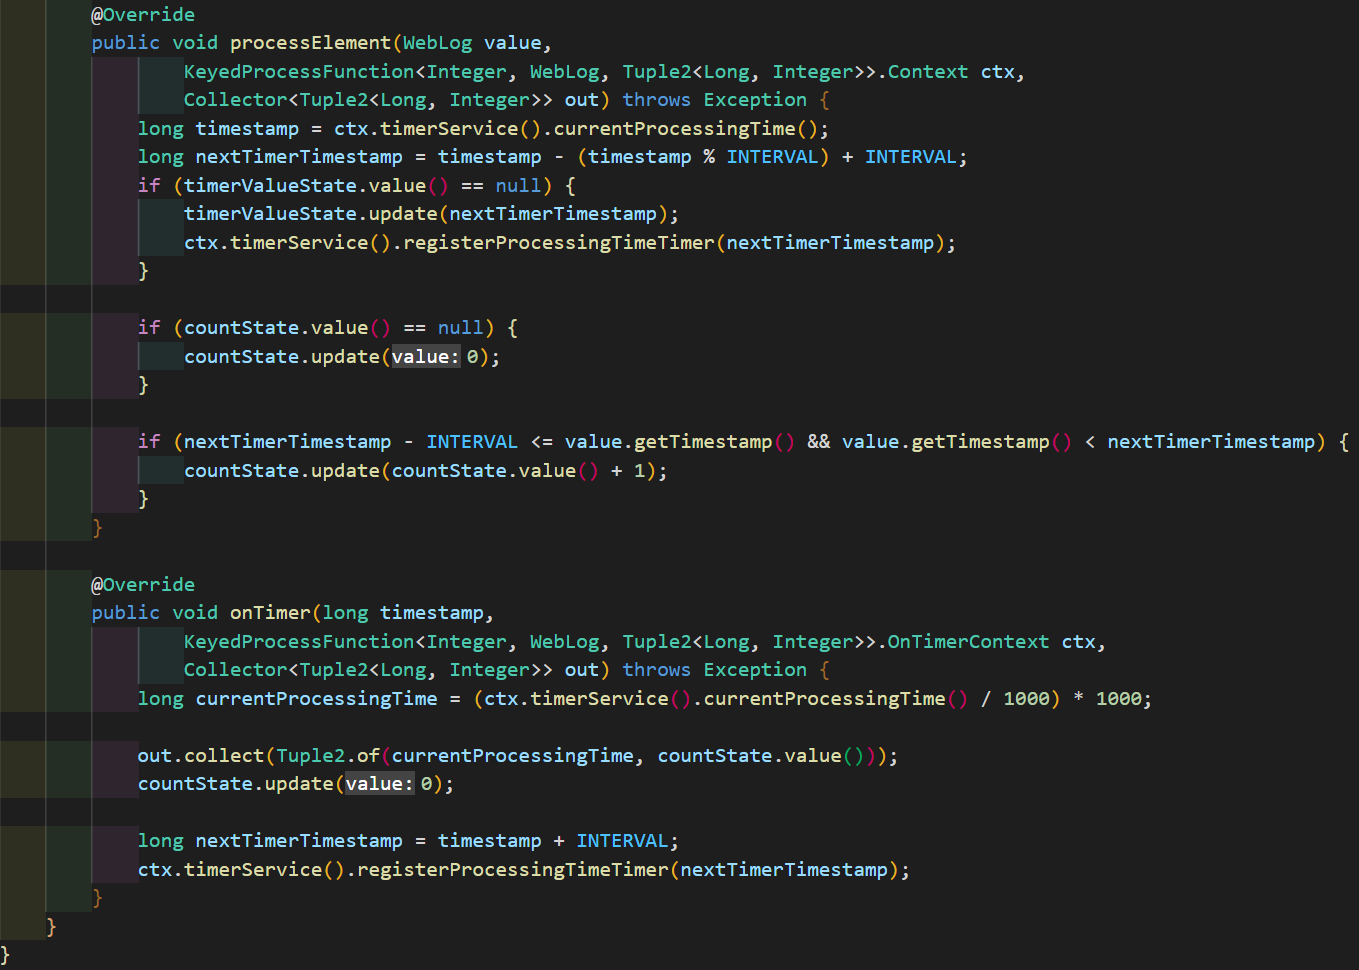 @Override
public void processElement(WebLog value,
KeyedProcessFunction<Integer, WebLog, Tuple2<Long, Integer>>.Context ctx,
Collector<Tuple2<Long, Integer>> out) throws Exception {
long timestamp = ctx.timerService().currentProcessingTime();
long nextTimerTimestamp = timestamp - (timestamp % INTERVAL) + INTERVAL;
if (timerValueState.value() == null) {
timerValueState.update(nextTimerTimestamp);
ctx.timerService().registerProcessingTimeTimer(nextTimerTimestamp);
}
if (countState.value() == null) {
countState.update(value: 0);
}
if (nextTimerTimestamp - INTERVAL <= value.getTimestamp() && value.getTimestamp() < nextTimerTimestamp) {
countState.update(countState.value() + 1);
}
}
@Override
public void onTimer(long timestamp,
KeyedProcessFunction<Integer, WebLog, Tuple2<Long, Integer>>.OnTimerContext ctx,
Collector<Tuple2<Long, Integer>> out) throws Exception {
long currentProcessingTime = (ctx.timerService().currentProcessingTime() / 1000) * 1000;
out.collect(Tuple2.of(currentProcessingTime, countState.value()));
countState.update(value: 0);
long nextTimerTimestamp = timestamp + INTERVAL;
ctx.timerService().registerProcessingTimeTimer(nextTimerTimestamp);
}
}
}